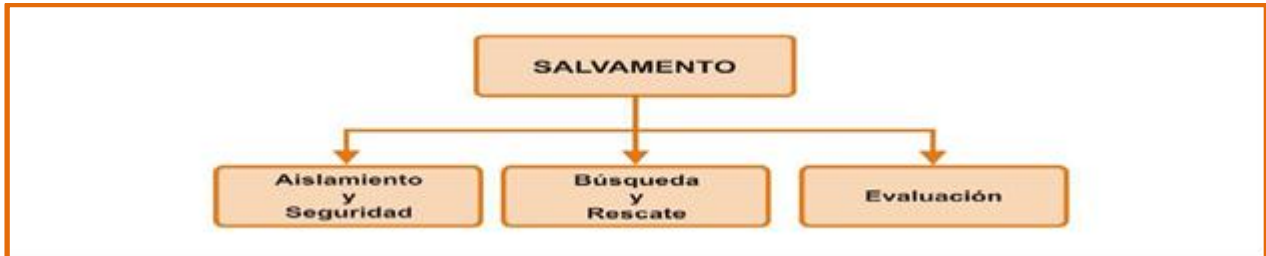 SALVAMENTO
Aislamiento
y
Seguridad
Búsqueda
y
Rescate
Evaluación